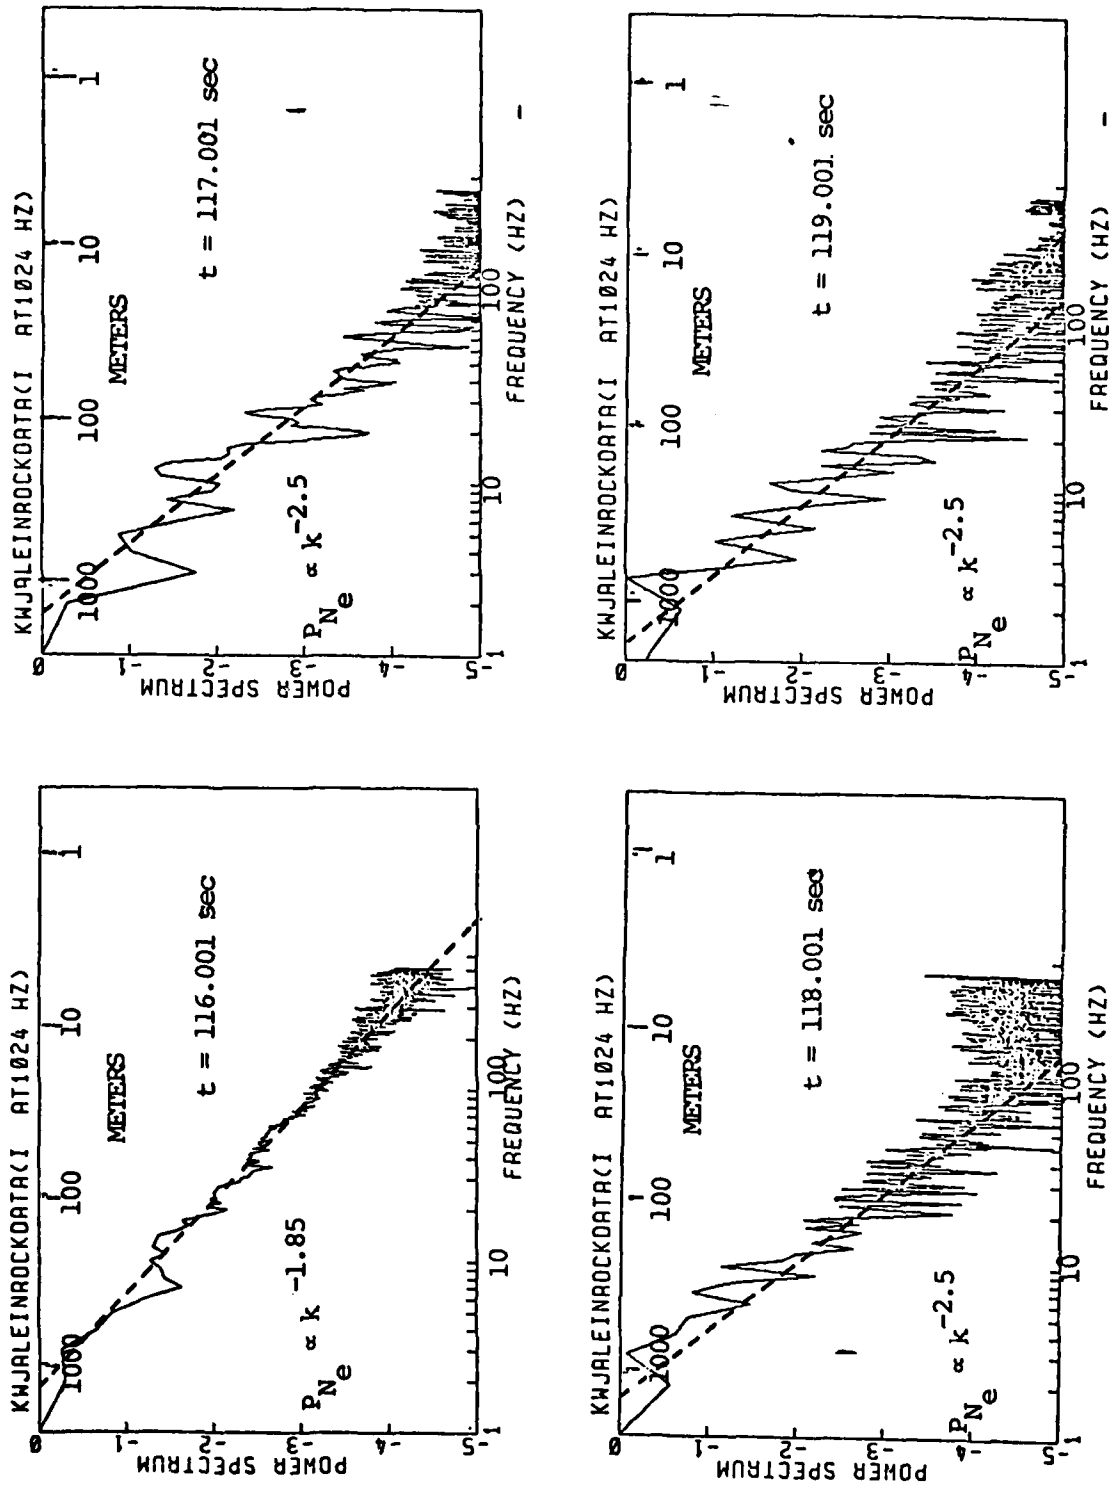 KWJALEINROCKDATA(I AT1024 HZ)
1000 100 10 1
METERS
t = 116.001 sec
P_Ne ∝ k^-1.85
POWER SPECTRUM
0 -1 -2 -3 -4 -5
1 10 100
FREQUENCY (HZ)
KWJALEINROCKDATA(I AT1024 HZ)
1000 100 10 1
METERS
t = 117.001 sec
P_Ne ∝ k^-2.5
POWER SPECTRUM
0 -1 -2 -3 -4 -5
1 10 100
FREQUENCY (HZ)
KWJALEINROCKDATA(I AT1024 HZ)
1000 100 10 1
METERS
t = 118.001 sec
P_Ne ∝ k^-2.5
POWER SPECTRUM
0 -1 -2 -3 -4 -5
1 10 100
FREQUENCY (HZ)
KWJALEINROCKDATA(I AT1024 HZ)
1000 100 10 1
METERS
t = 119.001 sec
P_Ne ∝ k^-2.5
POWER SPECTRUM
0 -1 -2 -3 -4 -5
1 10 100
FREQUENCY (HZ)